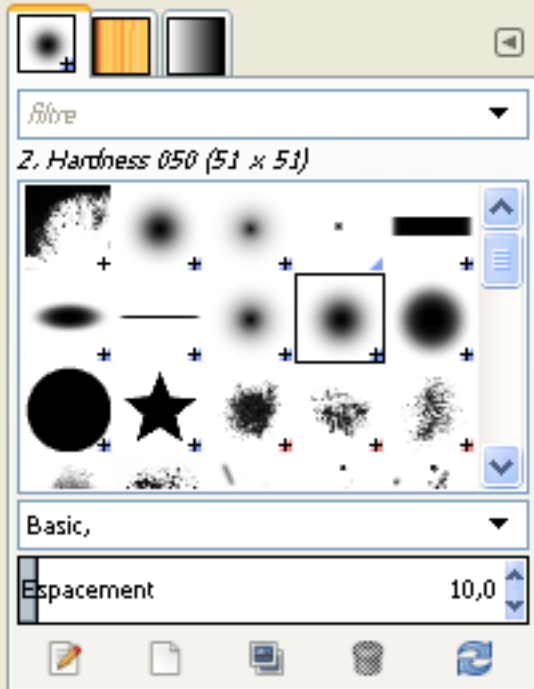 filtre
2. Hardness 050 (51 x 51)
Basic,
Espacement 10,0